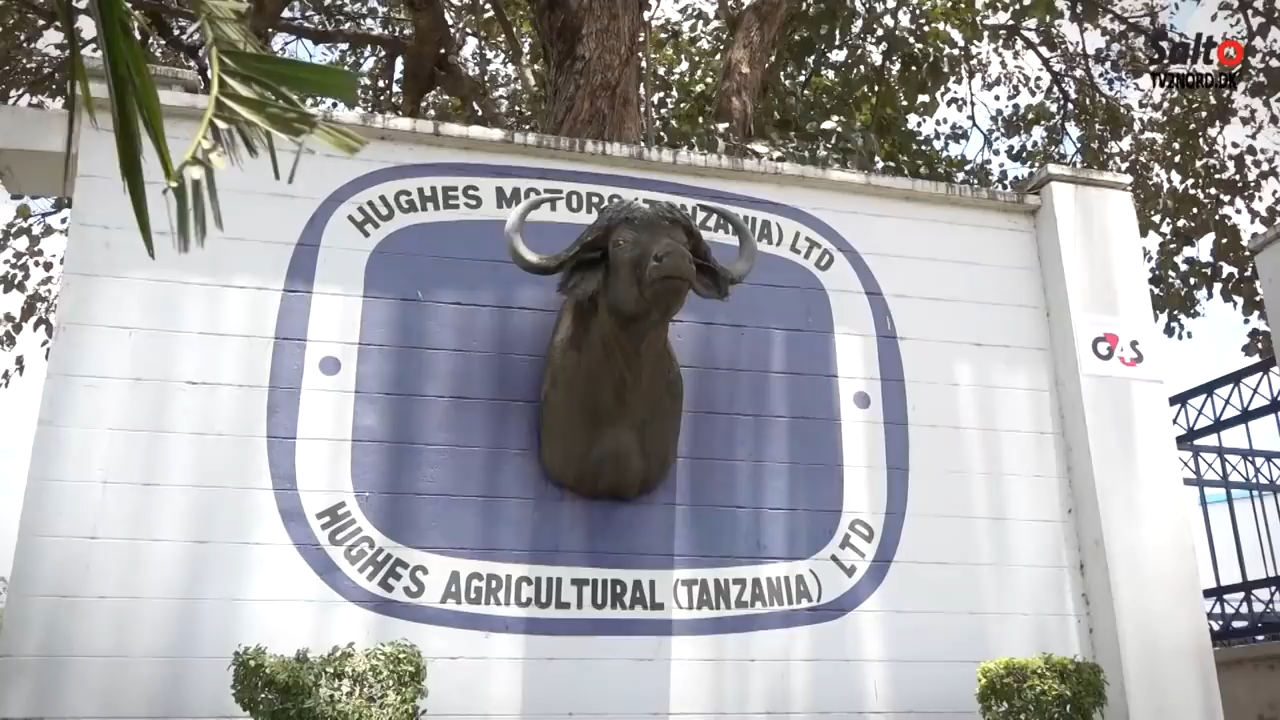 Salto
TV2NORD.DK
HUGHES MOTORS (TANZANIA) LTD
G4S
HUGHES AGRICULTURAL (TANZANIA) LTD